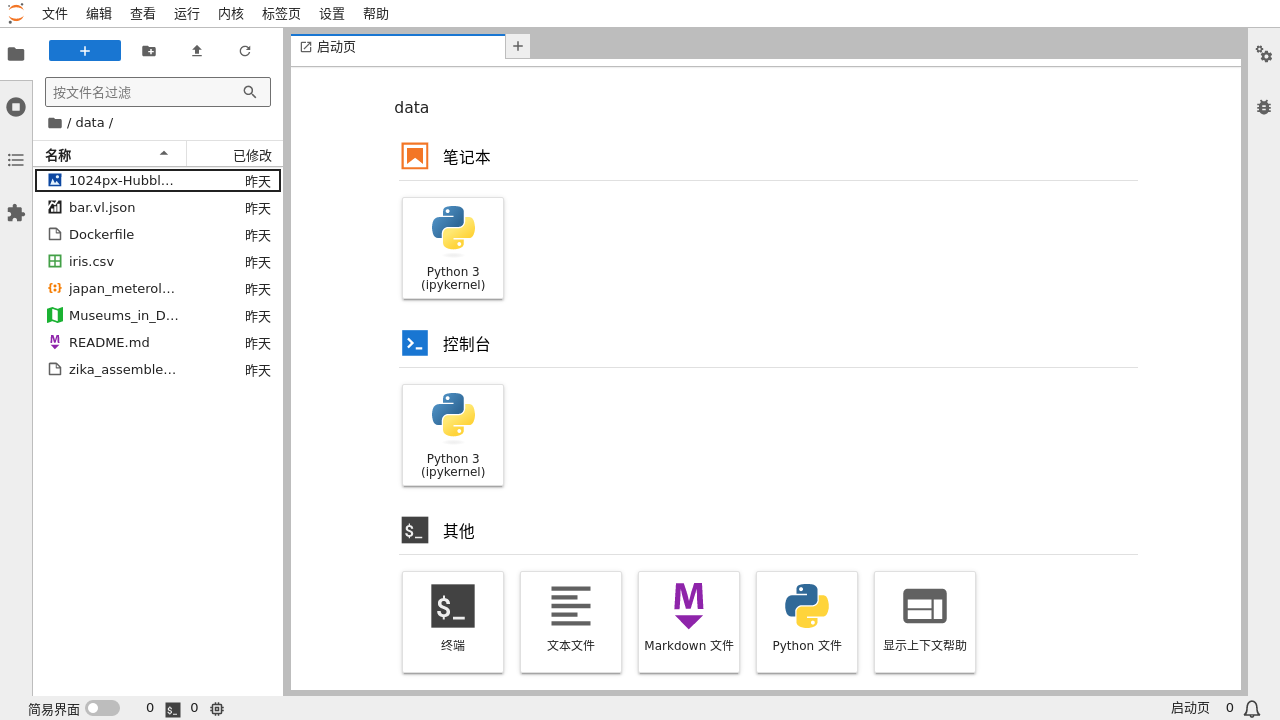 文件 编辑 查看 运行 内核 标签页 设置 帮助
启动页
按文件名过滤
/ data /
名称 已修改
1024px-Hubbl… 昨天
bar.vl.json 昨天
Dockerfile 昨天
iris.csv 昨天
japan_meterol… 昨天
Museums_in_D… 昨天
README.md 昨天
zika_assemble… 昨天
data
笔记本
Python 3
(ipykernel)
控制台
Python 3
(ipykernel)
$_ 其他
$_
M
终端 文本文件 Markdown 文件 Python 文件 显示上下文帮助
简易界面 0 $_ 0 启动页 0